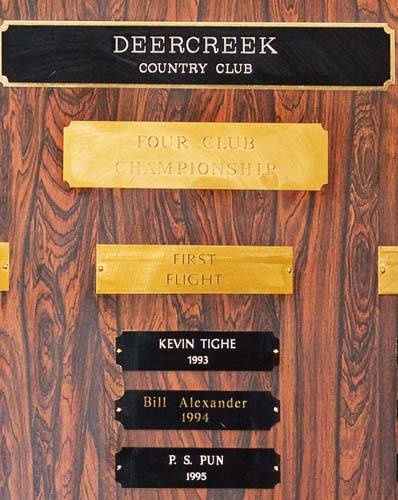 DEERCREEK
COUNTRY CLUB
FOUR CLUB
CHAMPIONSHIP
FIRST
FLIGHT
KEVIN TIGHE
1993
Bill Alexander
1994
P. S. PUN
1995